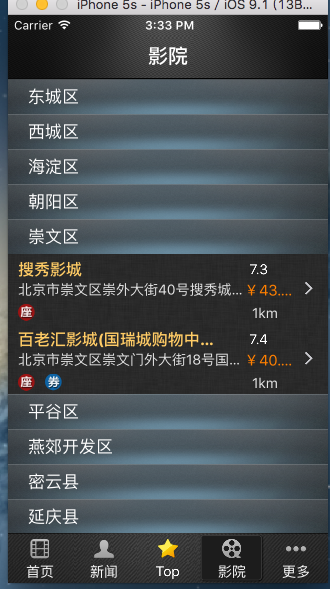 iPhone 5s - iPhone 5s / iOS 9.1 (13B...
Carrier 3:33 PM
影院
东城区
西城区
海淀区
朝阳区
崇文区
搜秀影城 7.3
北京市崇文区崇外大街40号搜秀城... ¥ 43....
座 1km
百老汇影城(国瑞城购物中... 7.4
北京市崇文区崇文门外大街18号国... ¥ 40....
座 券 1km
平谷区
燕郊开发区
密云县
延庆县
首页 新闻 Top 影院 更多